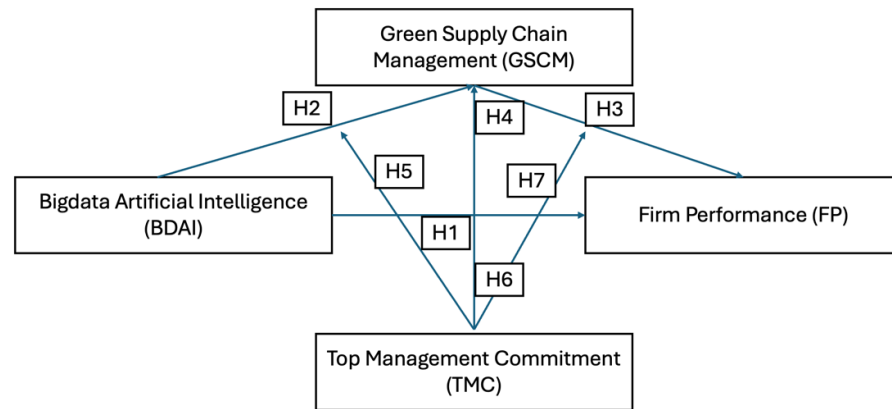 Green Supply Chain
Management (GSCM)
H2
H3
H4
H5
H7
Bigdata Artificial Intelligence
(BDAI)
Firm Performance (FP)
H1
H6
Top Management Commitment
(TMC)